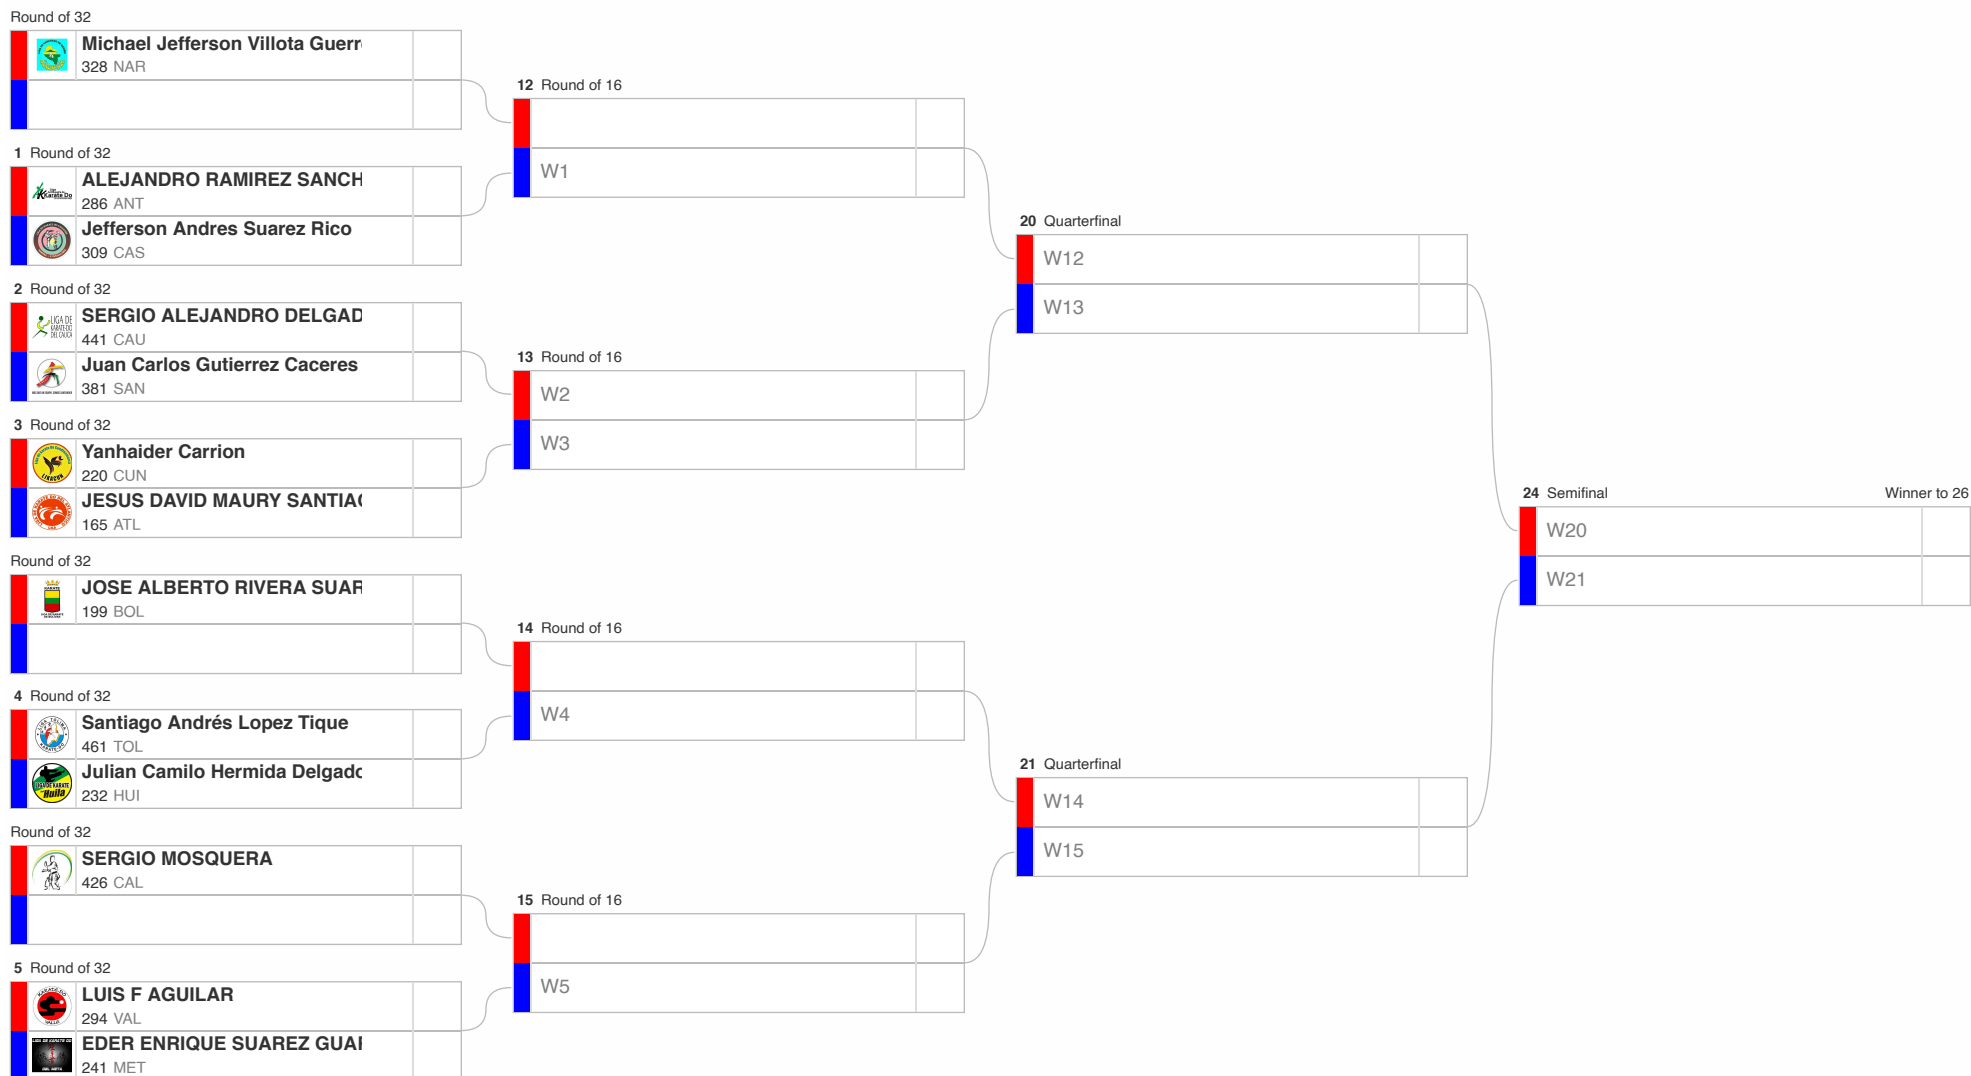 Round of 32
Michael Jefferson Villota Guerr
328 NAR
1 Round of 32
ALEJANDRO RAMIREZ SANCH
286 ANT
Jefferson Andres Suarez Rico
309 CAS
2 Round of 32
SERGIO ALEJANDRO DELGAD
441 CAU
Juan Carlos Gutierrez Caceres
381 SAN
3 Round of 32
Yanhaider Carrion
220 CUN
JESUS DAVID MAURY SANTIA
165 ATL
Round of 32
JOSE ALBERTO RIVERA SUAR
199 BOL
4 Round of 32
Santiago Andrés Lopez Tique
461 TOL
Julian Camilo Hermida Delgado
232 HUI
Round of 32
SERGIO MOSQUERA
426 CAL
5 Round of 32
LUIS F AGUILAR
294 VAL
EDER ENRIQUE SUAREZ GUA
241 MET
12 Round of 16
W1
13 Round of 16
W2
W3
14 Round of 16
W4
15 Round of 16
W5
20 Quarterfinal
W12
W13
21 Quarterfinal
W14
W15
24 Semifinal
Winner to 26
W20
W21